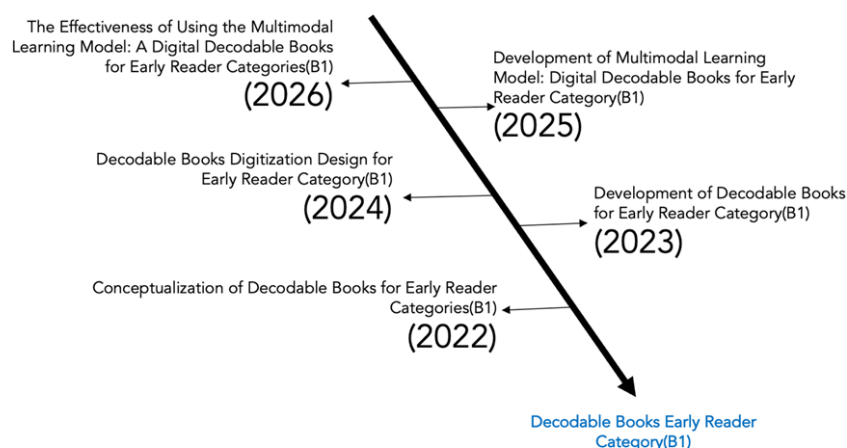 The Effectiveness of Using the Multimodal
Learning Model: A Digital Decodable Books
for Early Reader Categories(B1)
(2026)
Development of Multimodal Learning
Model: Digital Decodable Books for Early
Reader Category(B1)
(2025)
Decodable Books Digitization Design for
Early Reader Category(B1)
(2024)
Development of Decodable Books
for Early Reader Category(B1)
(2023)
Conceptualization of Decodable Books for Early Reader
Categories(B1)
(2022)
Decodable Books Early Reader
Category(B1)